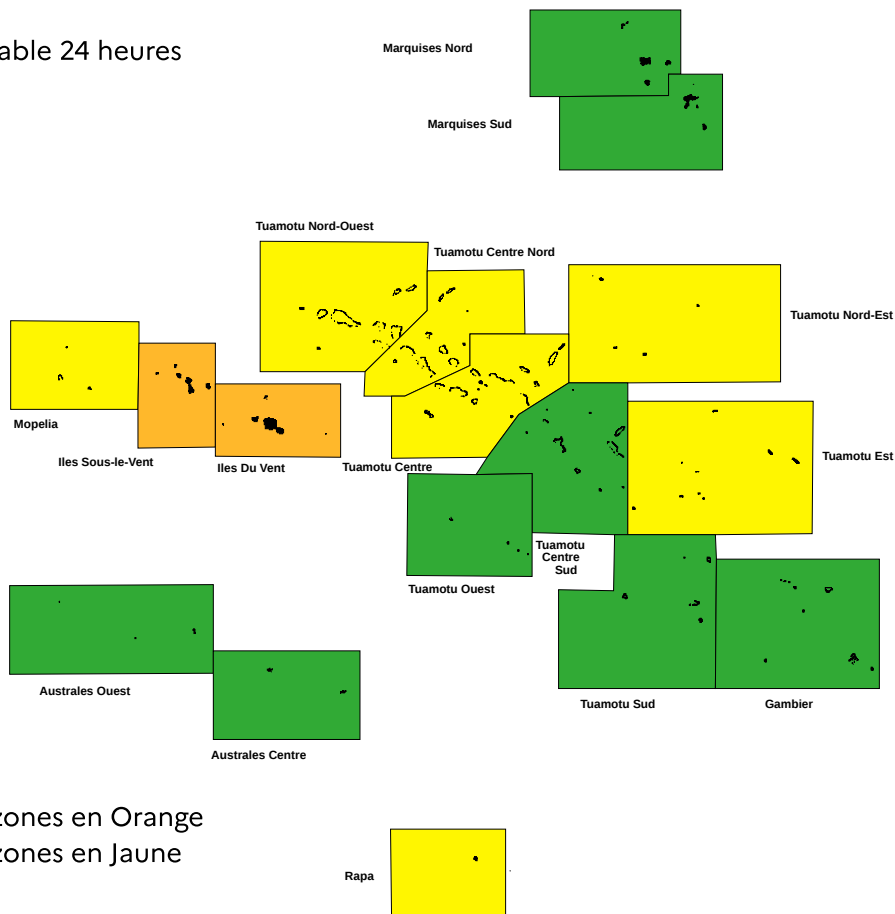 able 24 heures
Marquises Nord
Marquises Sud
Tuamotu Nord-Ouest
Tuamotu Centre Nord
Tuamotu Nord-Est
Mopelia
Iles Sous-le-Vent
Iles Du Vent
Tuamotu Centre
Tuamotu Est
Tuamotu
Centre
Sud
Tuamotu Ouest
Australes Ouest
Tuamotu Sud
Gambier
Australes Centre
zones en Orange
zones en Jaune
Rapa